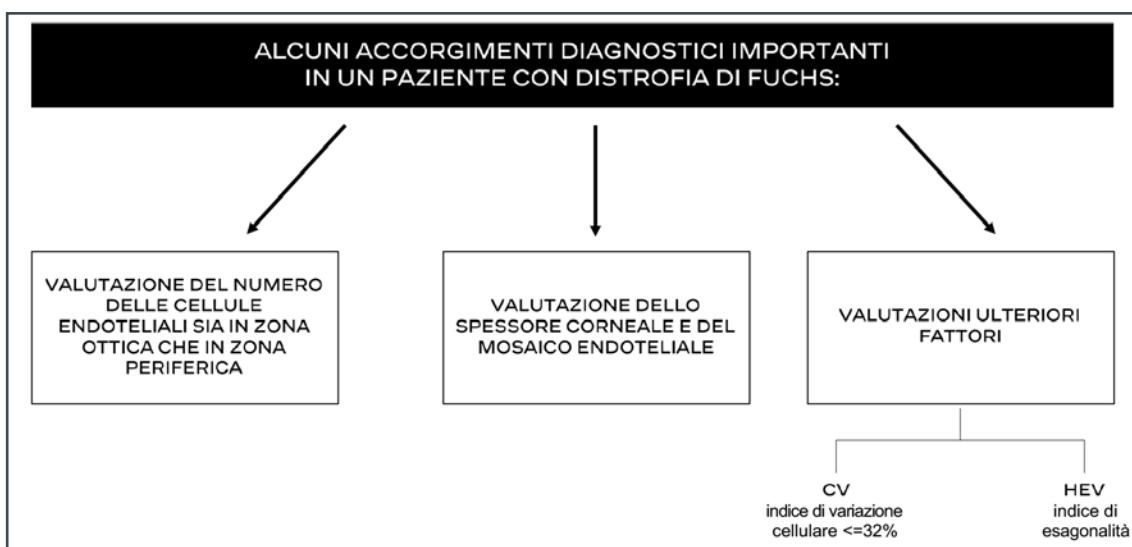 ALCUNI ACCORGIMENTI DIAGNOSTICI IMPORTANTI
IN UN PAZIENTE CON DISTROFIA DI FUCHS:
VALUTAZIONE DEL NUMERO
DELLE CELLULE
ENDOTELIALI SIA IN ZONA
OTTICA CHE IN ZONA
PERIFERICA
VALUTAZIONE DELLO
SPESSORE CORNEALE E DEL
MOSAICO ENDOTELIALE
VALUTAZIONI ULTERIORI
FATTORI
CV
indice di variazione
cellulare <=32%
HEV
indice di
esagonalità